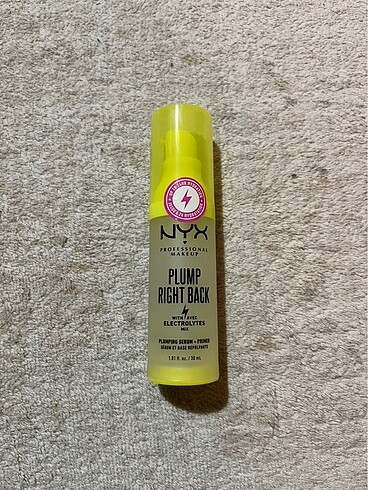 NYX
PROFESSIONAL
MAKEUP
PLUMP
RIGHT BACK
WITH AVEC
ELECTROLYTES
MIX
PLUMPING SERUM + PRIMER
SÉRUM ET BASE REPULPANTS
1.01 fl. oz. / 30 mL